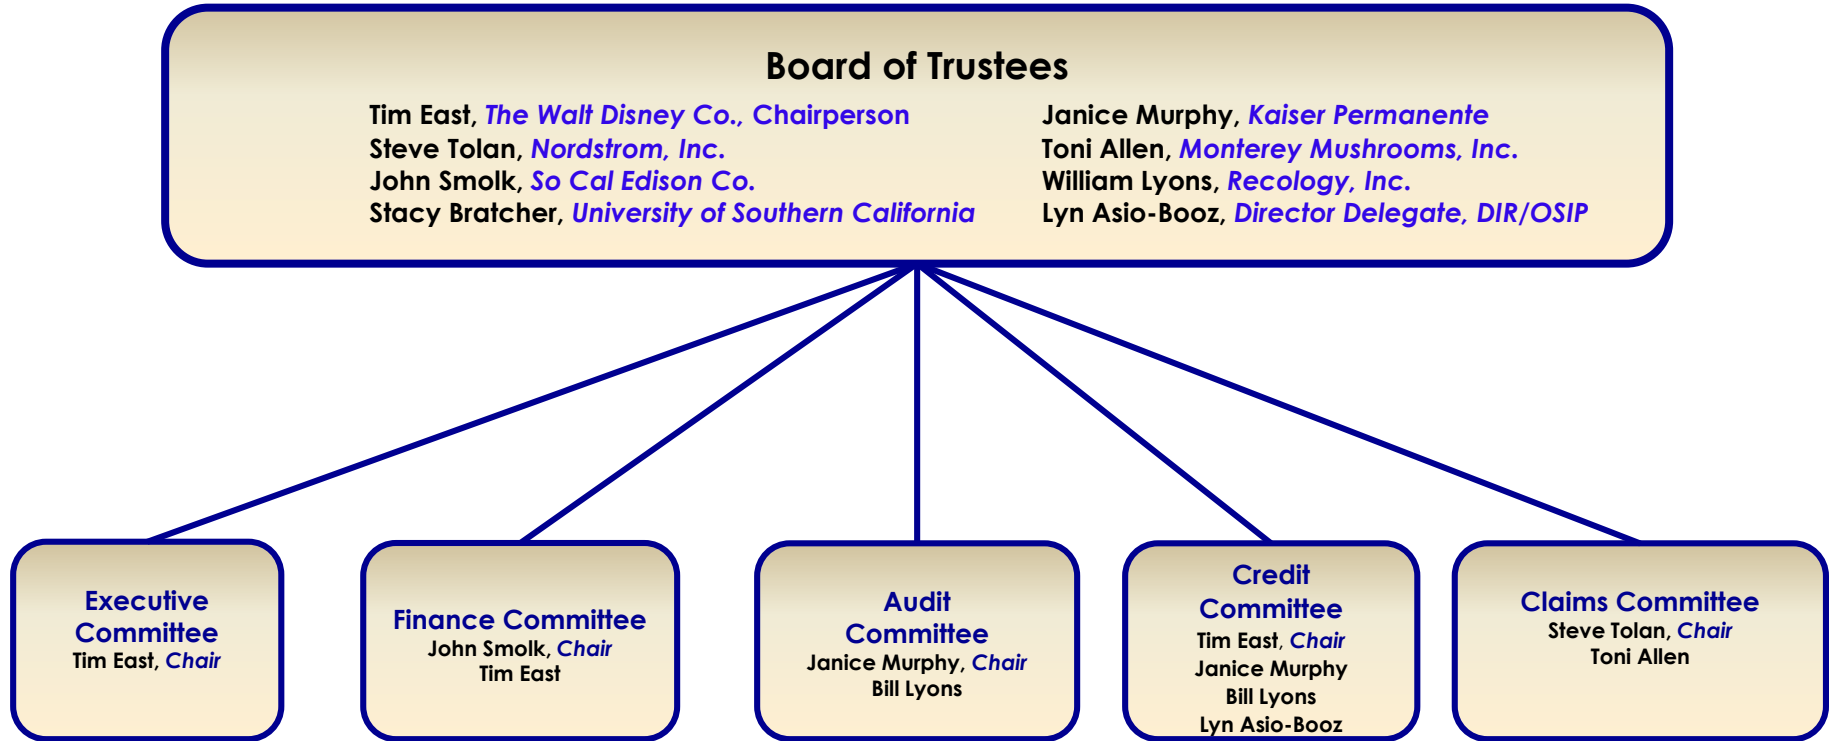 Board of Trustees
Tim East, The Walt Disney Co., Chairperson
Steve Tolan, Nordstrom, Inc.
John Smolk, So Cal Edison Co.
Stacy Bratcher, University of Southern California
Janice Murphy, Kaiser Permanente
Toni Allen, Monterey Mushrooms, Inc.
William Lyons, Recology, Inc.
Lyn Asio-Booz, Director Delegate, DIR/OSIP
Executive
Committee
Tim East, Chair
Finance Committee
John Smolk, Chair
Tim East
Audit
Committee
Janice Murphy, Chair
Bill Lyons
Credit
Committee
Tim East, Chair
Janice Murphy
Bill Lyons
Lyn Asio-Booz
Claims Committee
Steve Tolan, Chair
Toni Allen